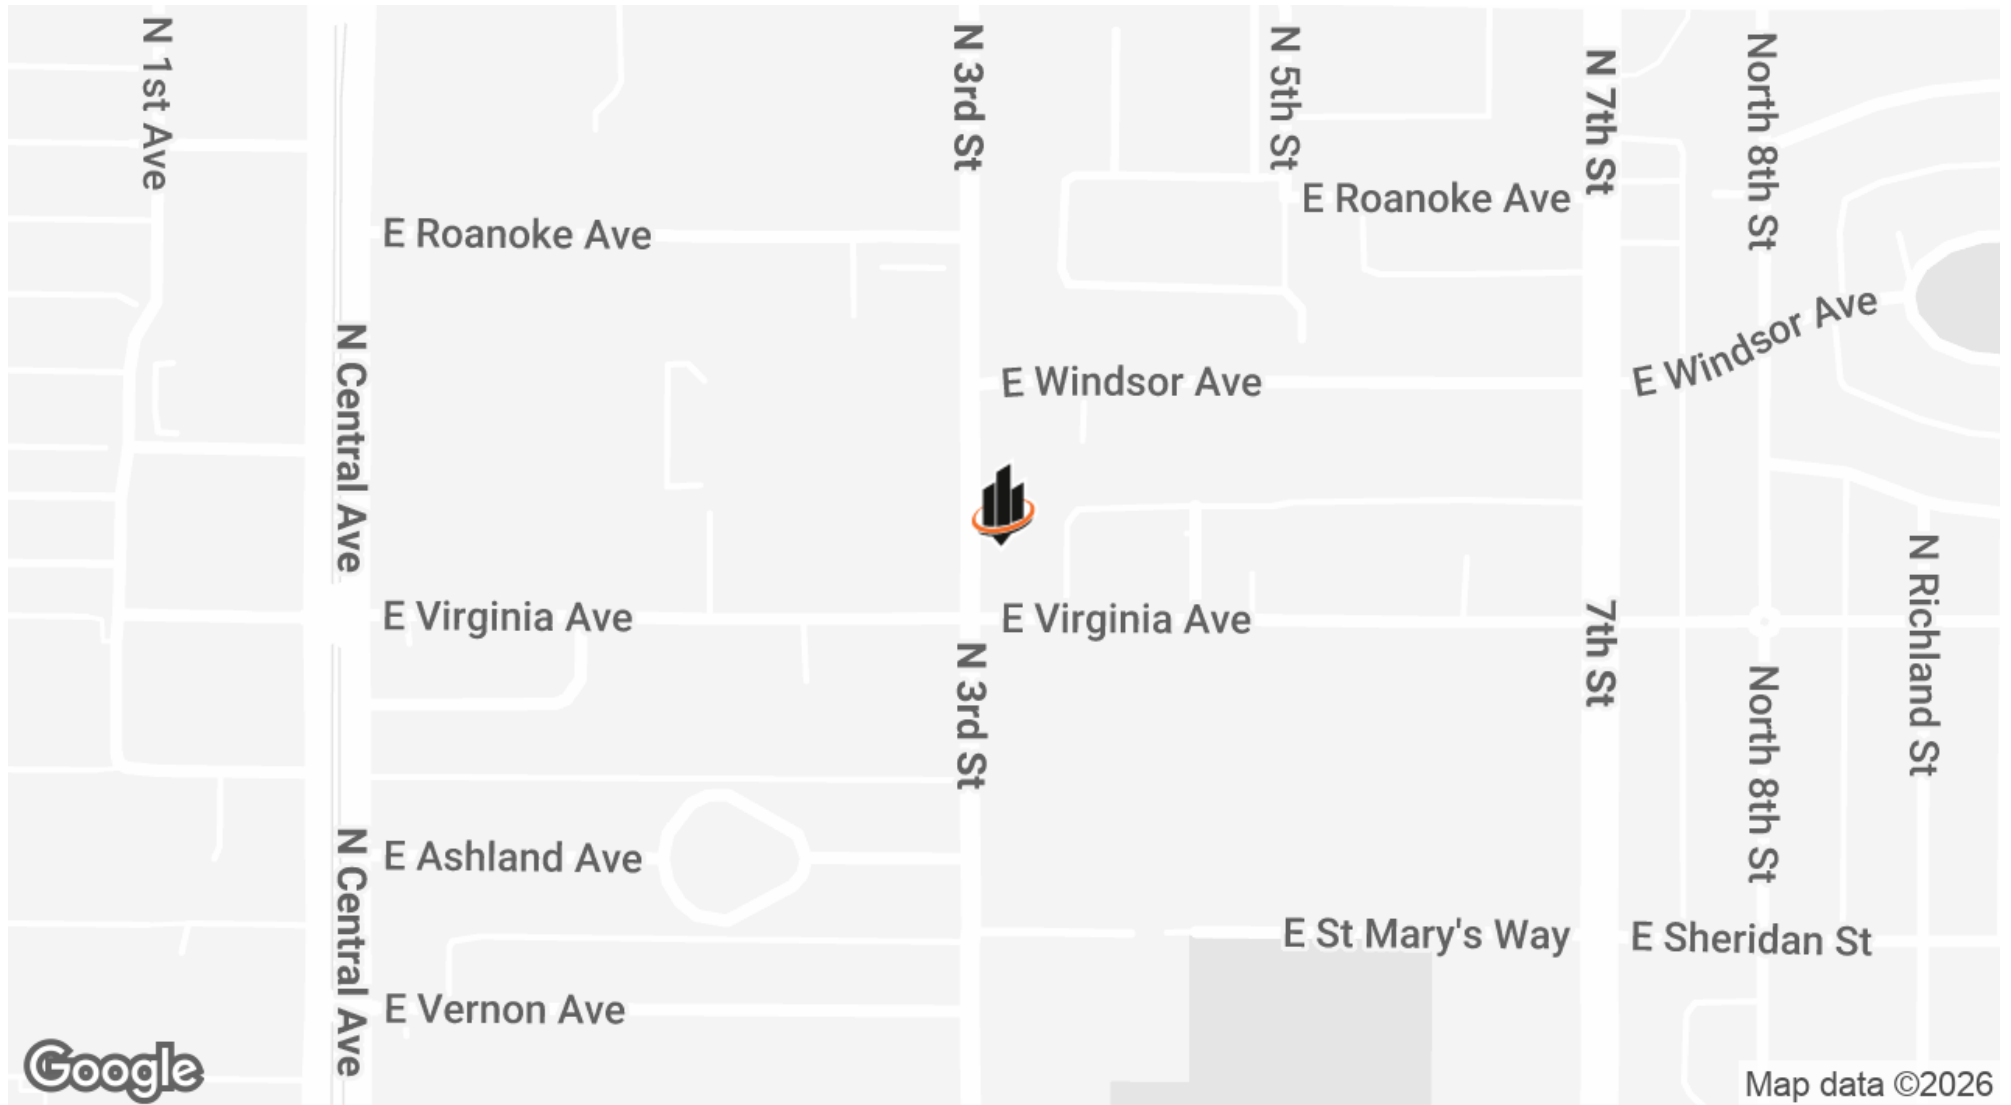 N 1st Ave
N 3rd St
N 5th St
N 7th St
North 8th St
E Roanoke Ave
E Roanoke Ave
E Windsor Ave
E Windsor Ave
N Central Ave
E Virginia Ave
E Virginia Ave
N 3rd St
7th St
N Richland St
North 8th St
E Ashland Ave
N Central Ave
E St Mary's Way
E Sheridan St
E Vernon Ave
Google
Map data ©2026